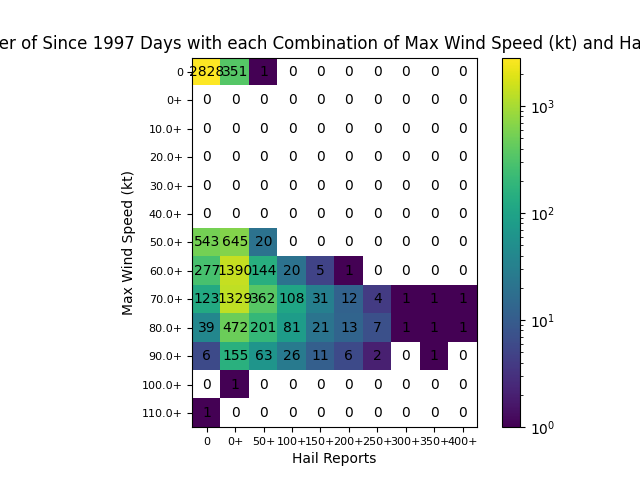 er of Since 1997 Days with each Combination of Max Wind Speed (kt) and Ha
Max Wind Speed (kt)
0 2828 351 1 0 0 0 0 0 0 0
0+ 0 0 0 0 0 0 0 0 0 0
10.0+ 0 0 0 0 0 0 0 0 0 0
20.0+ 0 0 0 0 0 0 0 0 0 0
30.0+ 0 0 0 0 0 0 0 0 0 0
40.0+ 0 0 0 0 0 0 0 0 0 0
50.0+ 543 645 20 0 0 0 0 0 0 0
60.0+ 277 1390 144 20 5 1 0 0 0 0
70.0+ 123 1329 362 108 31 12 4 1 1 1
80.0+ 39 472 201 81 21 13 7 1 1 1
90.0+ 6 155 63 26 11 6 2 0 1 0
100.0+ 0 1 0 0 0 0 0 0 0 0
110.0+ 1 0 0 0 0 0 0 0 0 0
0 0+ 50+ 100+ 150+ 200+ 250+ 300+ 350+ 400+
Hail Reports
10³
10²
10¹
10⁰